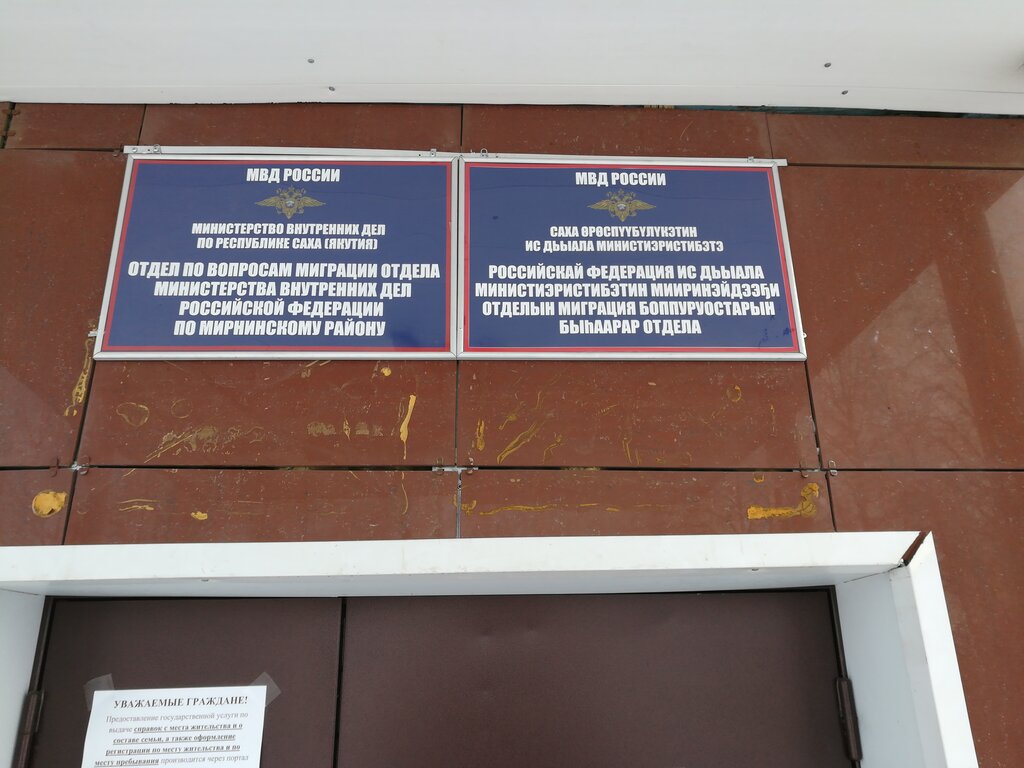 МВД РОССИИ
МИНИСТЕРСТВО ВНУТРЕННИХ ДЕЛ
ПО РЕСПУБЛИКЕ САХА (ЯКУТИЯ)
ОТДЕЛ ПО ВОПРОСАМ МИГРАЦИИ ОТДЕЛА
МИНИСТЕРСТВА ВНУТРЕННИХ ДЕЛ
РОССИЙСКОЙ ФЕДЕРАЦИИ
ПО МИРНИНСКОМУ РАЙОНУ
МВД РОССИИ
САХА ӨРӨСПҮҮБҮЛҮКЭТИН
ИС ДЬЫАЛА МИНИСТИЭРИСТИБЭТЭ
РОССИЙСКАЙ ФЕДЕРАЦИЯ ИС ДЬЫАЛА
МИНИСТИЭРИСТИБЭТИН МИИРИНЭЙДЭЭҔИ
ОТДЕЛЫН МИГРАЦИЯ БОППУРУОСТАРЫН
БЫҺААРАР ОТДЕЛА
УВАЖАЕМЫЕ ГРАЖДАНЕ!
Предоставление государственной услуги по
выдаче справок с места жительства и о
составе семьи, а также оформление
регистрации по месту жительства и по
месту пребывания производится через портал